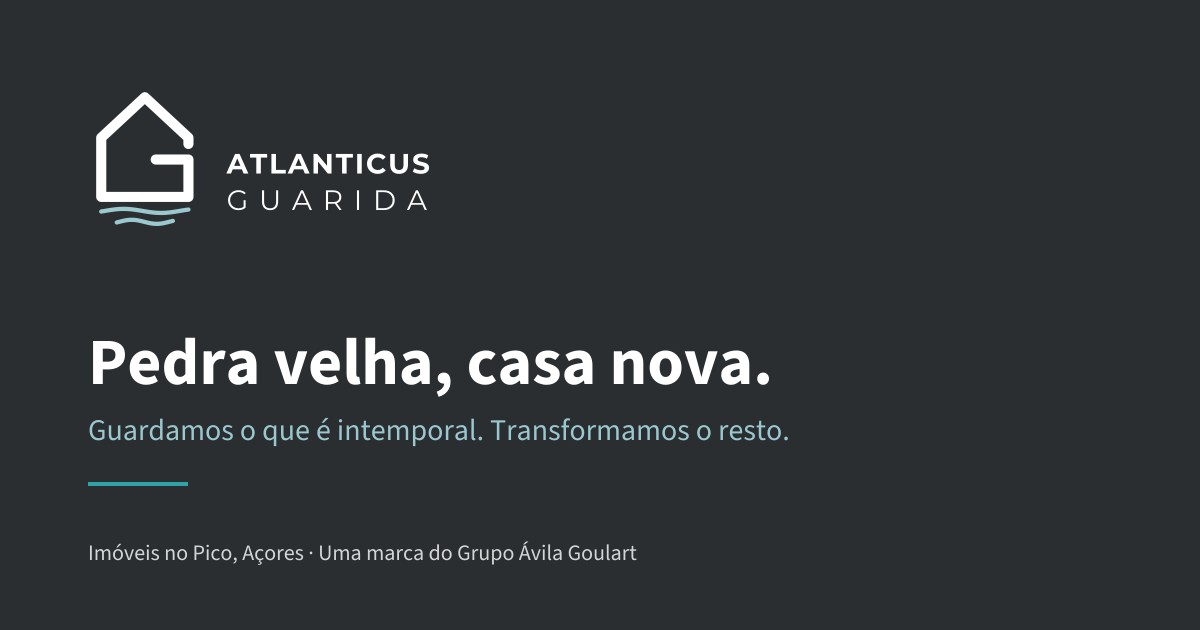 ATLANTICUS
GUARIDA
Pedra velha, casa nova.
Guardamos o que é intemporal. Transformamos o resto.
Imóveis no Pico, Açores · Uma marca do Grupo Ávila Goulart